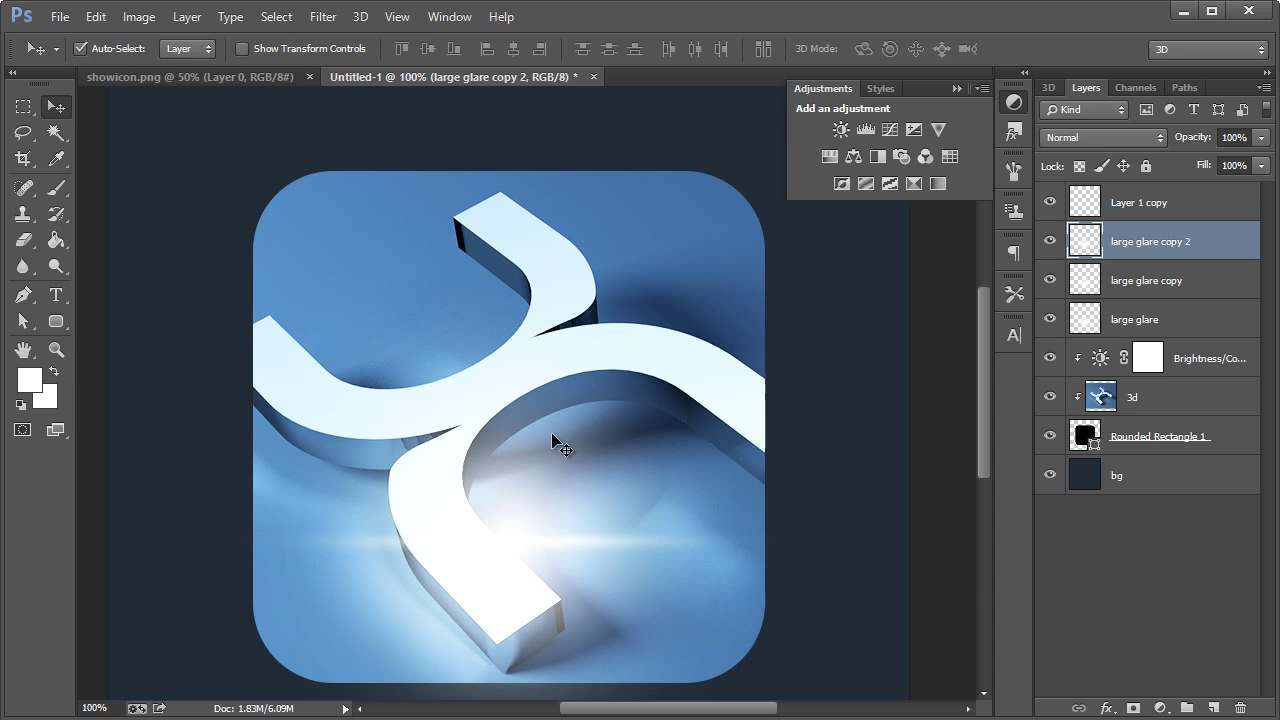 Ps File Edit Image Layer Type Select Filter 3D View Window Help
Auto-Select: Layer Show Transform Controls 3D Mode: 3D
showicon.png @ 50% (Layer 0, RGB/8#) × Untitled-1 @ 100% (large glare copy 2, RGB/8) * ×
Adjustments Styles
Add an adjustment
3D Layers Channels Paths
Kind
Normal Opacity: 100%
Lock: Fill: 100%
Layer 1 copy
large glare copy 2
large glare copy
large glare
Brightness/Co...
3d
Rounded Rectangle 1
bg
100% Doc: 1.83M/6.09M